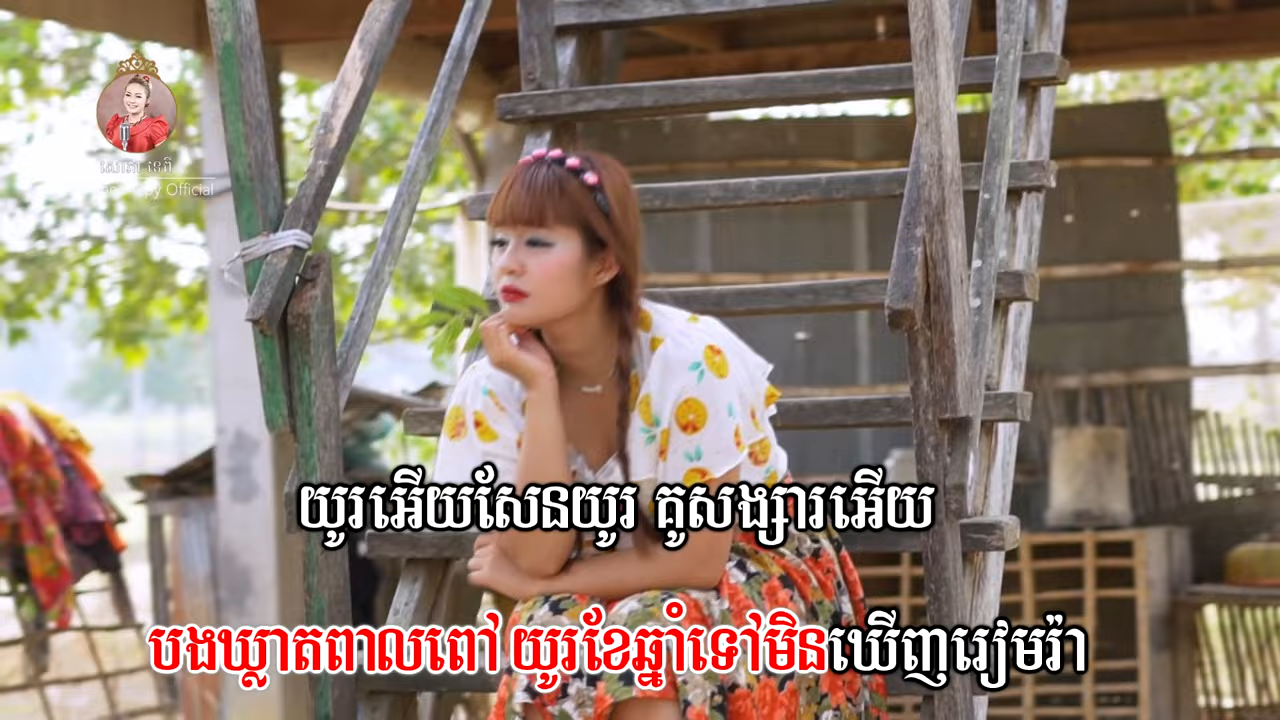 Official
យូរអើយសែនយូរ គូសង្សារអើយ
បងឃ្លាតពាលពៅ យូរខែឆ្នាំទៅមិនឃើញរៀមរ៉ា